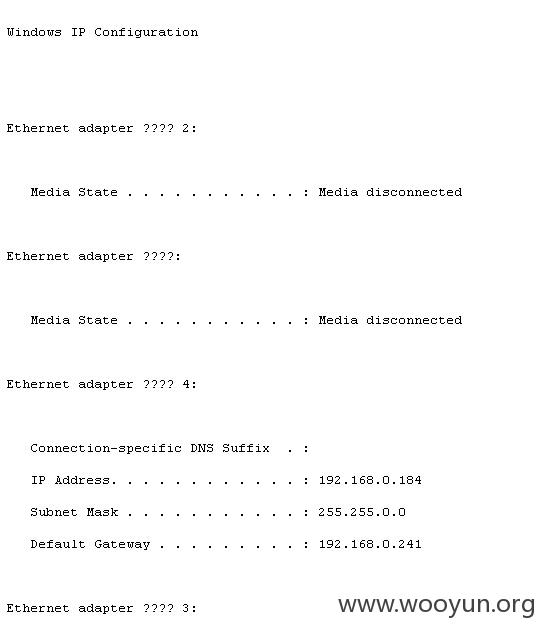 Windows IP Configuration
Ethernet adapter ???? 2:
Media State . . . . . . . . . . . : Media disconnected
Ethernet adapter ????:
Media State . . . . . . . . . . . : Media disconnected
Ethernet adapter ???? 4:
Connection-specific DNS Suffix  . :
IP Address. . . . . . . . . . . . : 192.168.0.184
Subnet Mask . . . . . . . . . . . : 255.255.0.0
Default Gateway . . . . . . . . . : 192.168.0.241
Ethernet adapter ???? 3:
www.wooyun.org